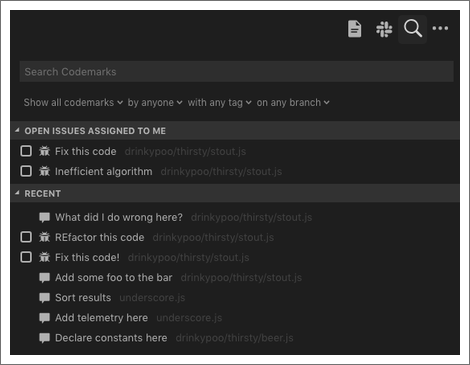 Search Codemarks
Show all codemarks by anyone with any tag on any branch
OPEN ISSUES ASSIGNED TO ME
Fix this code drinkypoo/thirsty/stout.js
Inefficient algorithm drinkypoo/thirsty/stout.js
RECENT
What did I do wrong here? drinkypoo/thirsty/stout.js
REfactor this code drinkypoo/thirsty/stout.js
Fix this code! drinkypoo/thirsty/stout.js
Add some foo to the bar drinkypoo/thirsty/stout.js
Sort results underscore.js
Add telemetry here underscore.js
Declare constants here drinkypoo/thirsty/beer.js